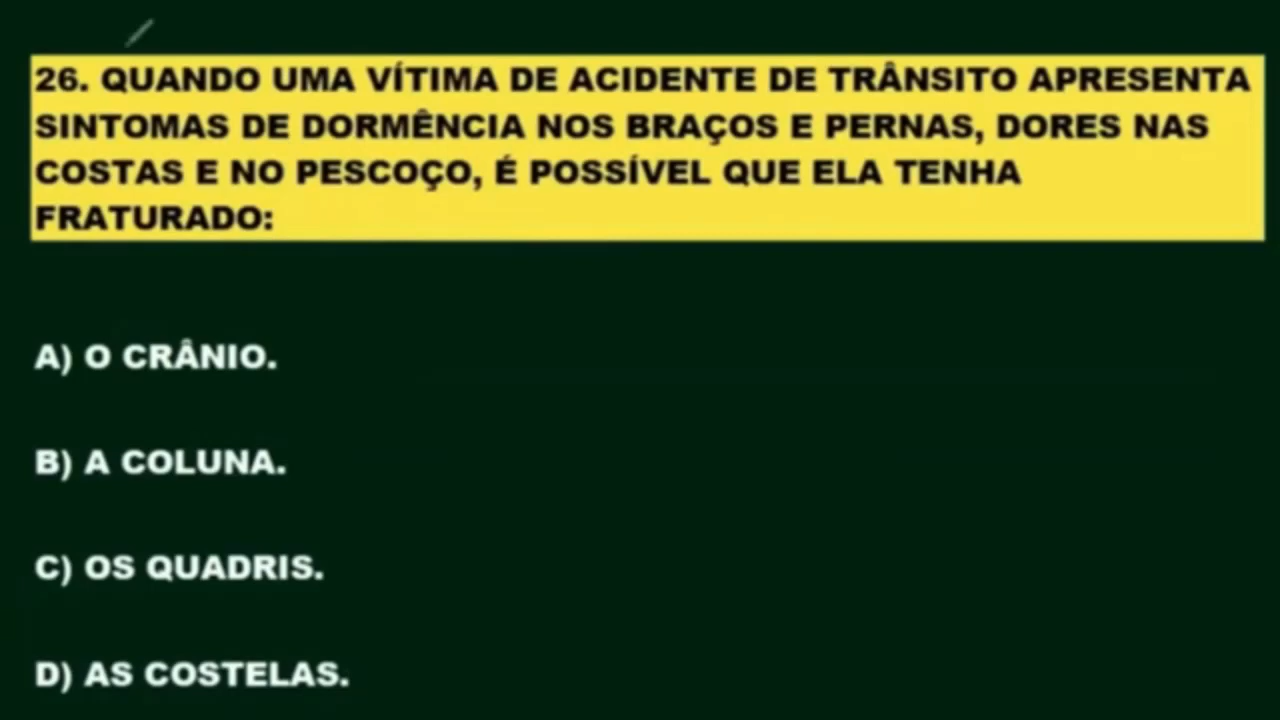 26. QUANDO UMA VÍTIMA DE ACIDENTE DE TRÂNSITO APRESENTA
SINTOMAS DE DORMÊNCIA NOS BRAÇOS E PERNAS, DORES NAS
COSTAS E NO PESCOÇO, É POSSÍVEL QUE ELA TENHA
FRATURADO:
A) O CRÂNIO.
B) A COLUNA.
C) OS QUADRIS.
D) AS COSTELAS.